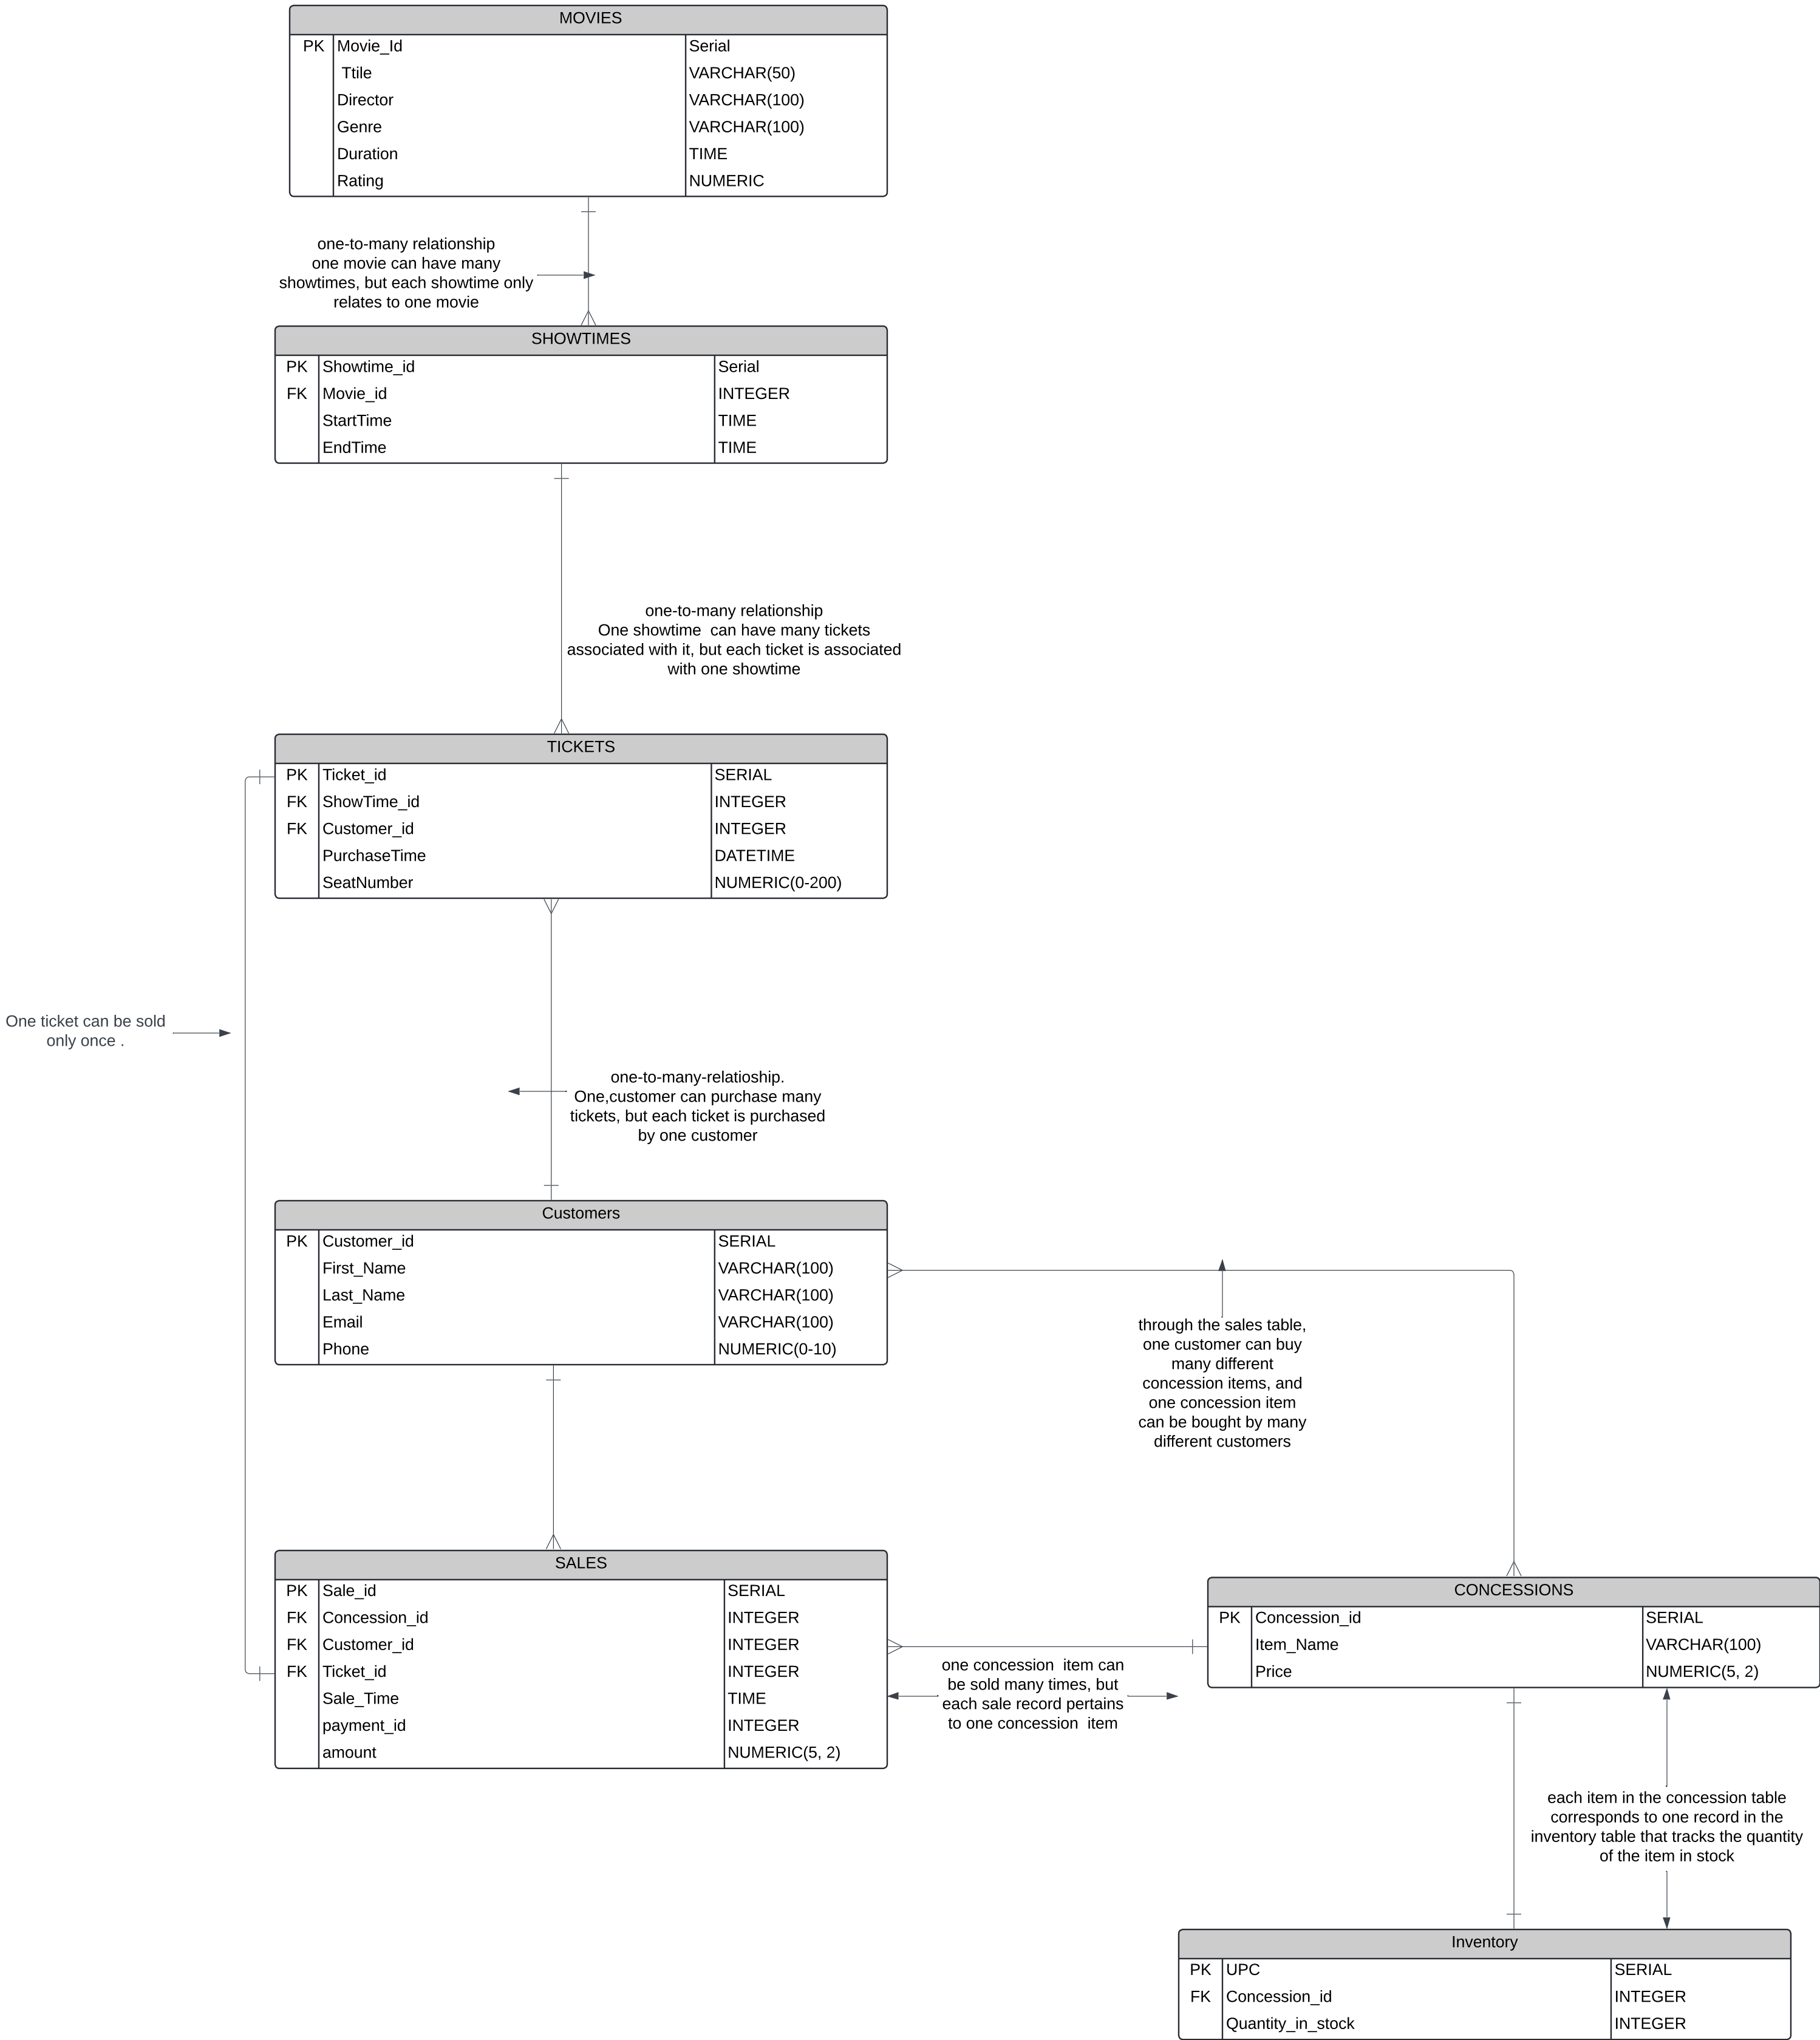 MOVIES
PK Movie_Id Serial
Ttile VARCHAR(50)
Director VARCHAR(100)
Genre VARCHAR(100)
Duration TIME
Rating NUMERIC
one-to-many relationship
one movie can have many
showtimes, but each showtime only
relates to one movie
SHOWTIMES
PK Showtime_id Serial
FK Movie_id INTEGER
StartTime TIME
EndTime TIME
one-to-many relationship
One showtime can have many tickets
associated with it, but each ticket is associated
with one showtime
TICKETS
PK Ticket_id SERIAL
FK ShowTime_id INTEGER
FK Customer_id INTEGER
PurchaseTime DATETIME
SeatNumber NUMERIC(0-200)
One ticket can be sold
only once .
one-to-many-relatioship.
One,customer can purchase many
tickets, but each ticket is purchased
by one customer
Customers
PK Customer_id SERIAL
First_Name VARCHAR(100)
Last_Name VARCHAR(100)
Email VARCHAR(100)
Phone NUMERIC(0-10)
through the sales table,
one customer can buy
many different
concession items, and
one concession item
can be bought by many
different customers
SALES
PK Sale_id SERIAL
FK Concession_id INTEGER
FK Customer_id INTEGER
FK Ticket_id INTEGER
Sale_Time TIME
payment_id INTEGER
amount NUMERIC(5, 2)
one concession item can
be sold many times, but
each sale record pertains
to one concession item
CONCESSIONS
PK Concession_id SERIAL
Item_Name VARCHAR(100)
Price NUMERIC(5, 2)
each item in the concession table
corresponds to one record in the
inventory table that tracks the quantity
of the item in stock
Inventory
PK UPC SERIAL
FK Concession_id INTEGER
Quantity_in_stock INTEGER